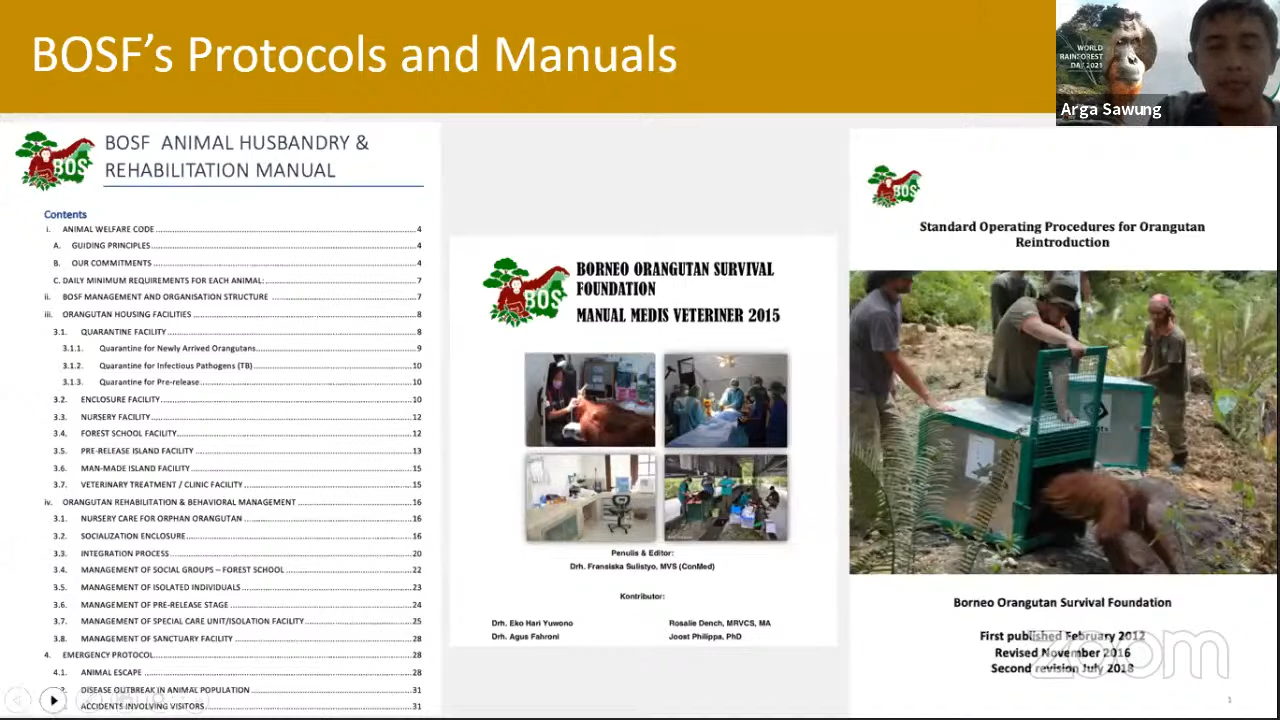 BOSF's Protocols and Manuals
WORLD
RAINFOREST
DAY 2021
Arga Sawung
BOS
BOSF ANIMAL HUSBANDRY &
REHABILITATION MANUAL
Contents
i. ANIMAL WELFARE CODE 4
A. GUIDING PRINCIPLES 4
B. OUR COMMITMENTS 4
C. DAILY MINIMUM REQUIREMENTS FOR EACH ANIMAL: 7
ii. BOSF MANAGEMENT AND ORGANISATION STRUCTURE 7
iii. ORANGUTAN HOUSING FACILITIES 8
3.1. QUARANTINE FACILITY 8
3.1.1. Quarantine for Newly Arrived Orangutans 9
3.1.2. Quarantine for Infectious Pathogens (TB) 10
3.1.3. Quarantine for Pre-release 10
3.2. ENCLOSURE FACILITY 10
3.3. NURSERY FACILITY 12
3.4. FOREST SCHOOL FACILITY 12
3.5. PRE-RELEASE ISLAND FACILITY 13
3.6. MAN-MADE ISLAND FACILITY 15
3.7. VETERINARY TREATMENT / CLINIC FACILITY 15
iv. ORANGUTAN REHABILITATION & BEHAVIORAL MANAGEMENT 16
3.1. NURSERY CARE FOR ORPHAN ORANGUTAN 16
3.2. SOCIALIZATION ENCLOSURE 16
3.3. INTEGRATION PROCESS 20
3.4. MANAGEMENT OF SOCIAL GROUPS – FOREST SCHOOL 22
3.5. MANAGEMENT OF ISOLATED INDIVIDUALS 23
3.6. MANAGEMENT OF PRE-RELEASE STAGE 24
3.7. MANAGEMENT OF SPECIAL CARE UNIT/ISOLATION FACILITY 25
3.8. MANAGEMENT OF SANCTUARY FACILITY 28
4. EMERGENCY PROTOCOL 28
4.1. ANIMAL ESCAPE 28
DISEASE OUTBREAK IN ANIMAL POPULATION 31
ACCIDENTS INVOLVING VISITORS 31
BOS
BORNEO ORANGUTAN SURVIVAL
FOUNDATION
MANUAL MEDIS VETERINER 2015
Penulis & Editor:
Drh. Fransiska Sulistyo, MVS (ConMed)
Kontributor:
Drh. Eko Hari Yuwono
Rosalie Dench, MRVCS, MA
Drh. Agus Fahroni
Joost Philippa, PhD
BOS
Standard Operating Procedures for Orangutan
Reintroduction
Borneo Orangutan Survival Foundation
First published February 2012
Revised November 2016
Second revision July 2018
zoom
1